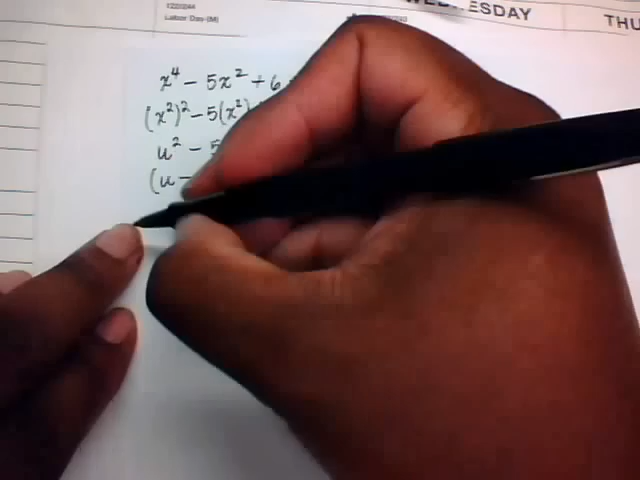 WEDNESDAY
THU
Labor Day-(M)
x⁴ - 5x² + 6
(x²)² - 5(x²)
u² - 5
(u -